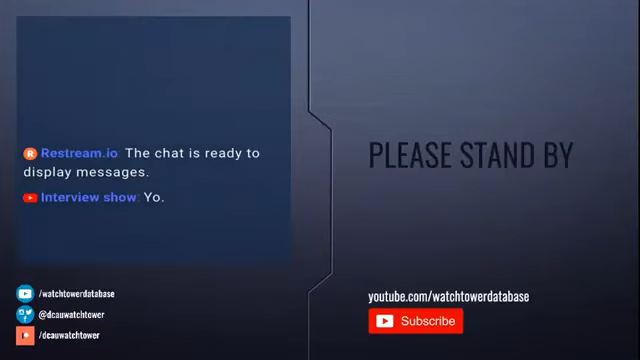 Restream.io: The chat is ready to
display messages.
Interview show: Yo.
PLEASE STAND BY
/watchtowerdatabase
@dcauwatchtower
/dcauwatchtower
youtube.com/watchtowerdatabase
Subscribe